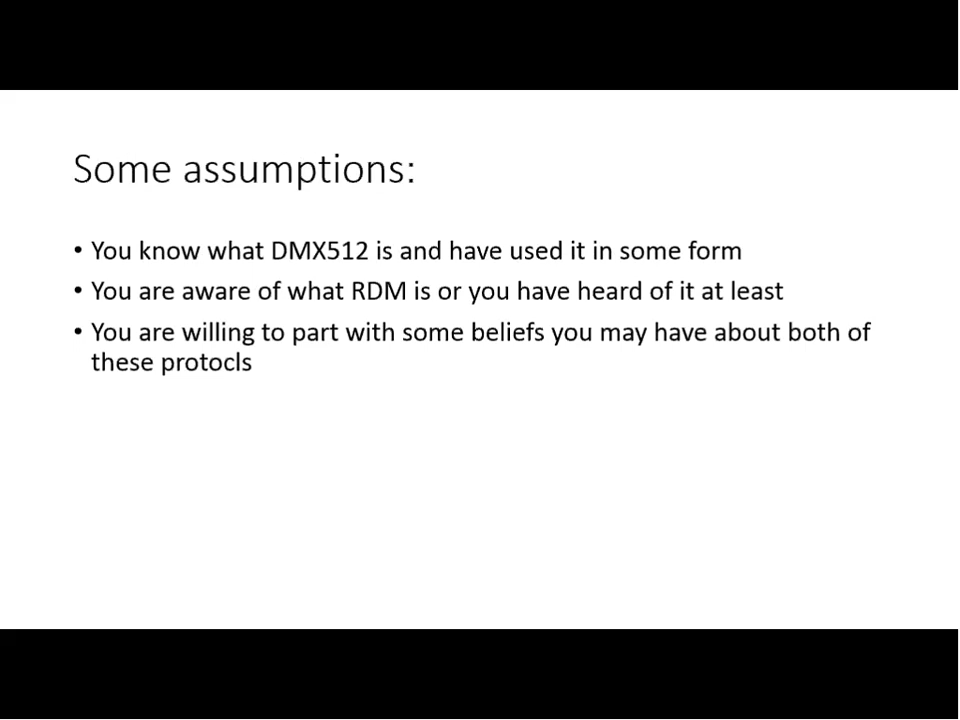 Some assumptions:
• You know what DMX512 is and have used it in some form
• You are aware of what RDM is or you have heard of it at least
• You are willing to part with some beliefs you may have about both of
these protocls